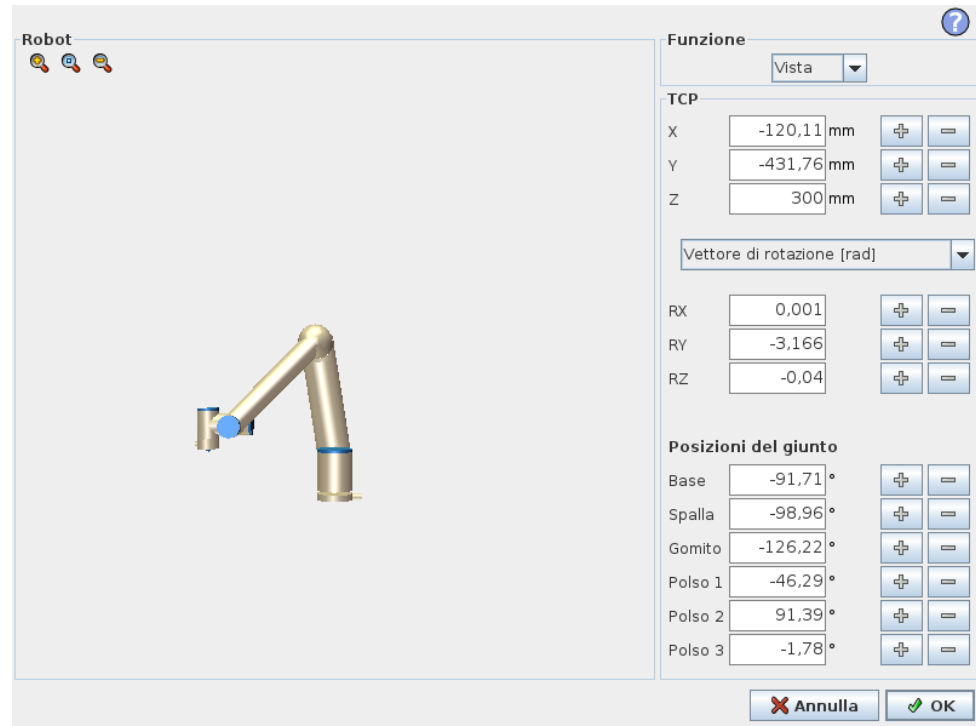 Robot
Funzione
Vista
TCP
X -120,11 mm
Y -431,76 mm
Z 300 mm
Vettore di rotazione [rad]
RX 0,001
RY -3,166
RZ -0,04
Posizioni del giunto
Base -91,71 °
Spalla -98,96 °
Gomito -126,22 °
Polso 1 -46,29 °
Polso 2 91,39 °
Polso 3 -1,78 °
Annulla OK